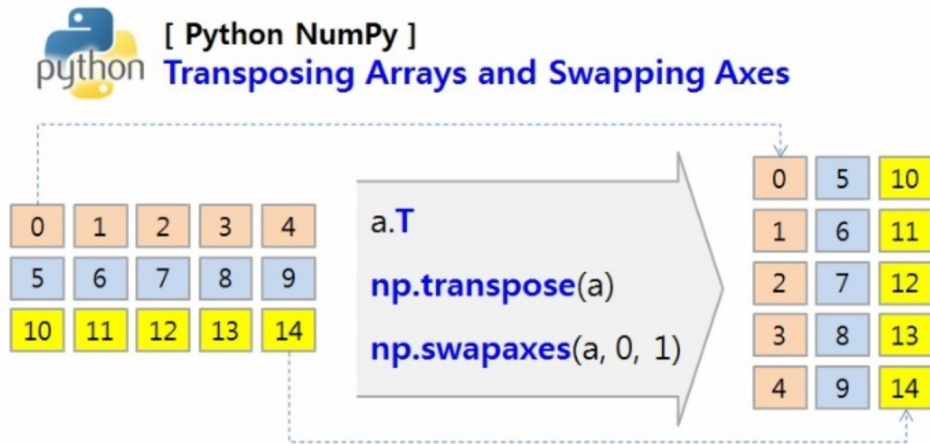 [ Python NumPy ]
python
Transposing Arrays and Swapping Axes
0 1 2 3 4
5 6 7 8 9
10 11 12 13 14
a.T
np.transpose(a)
np.swapaxes(a, 0, 1)
0 5 10
1 6 11
2 7 12
3 8 13
4 9 14